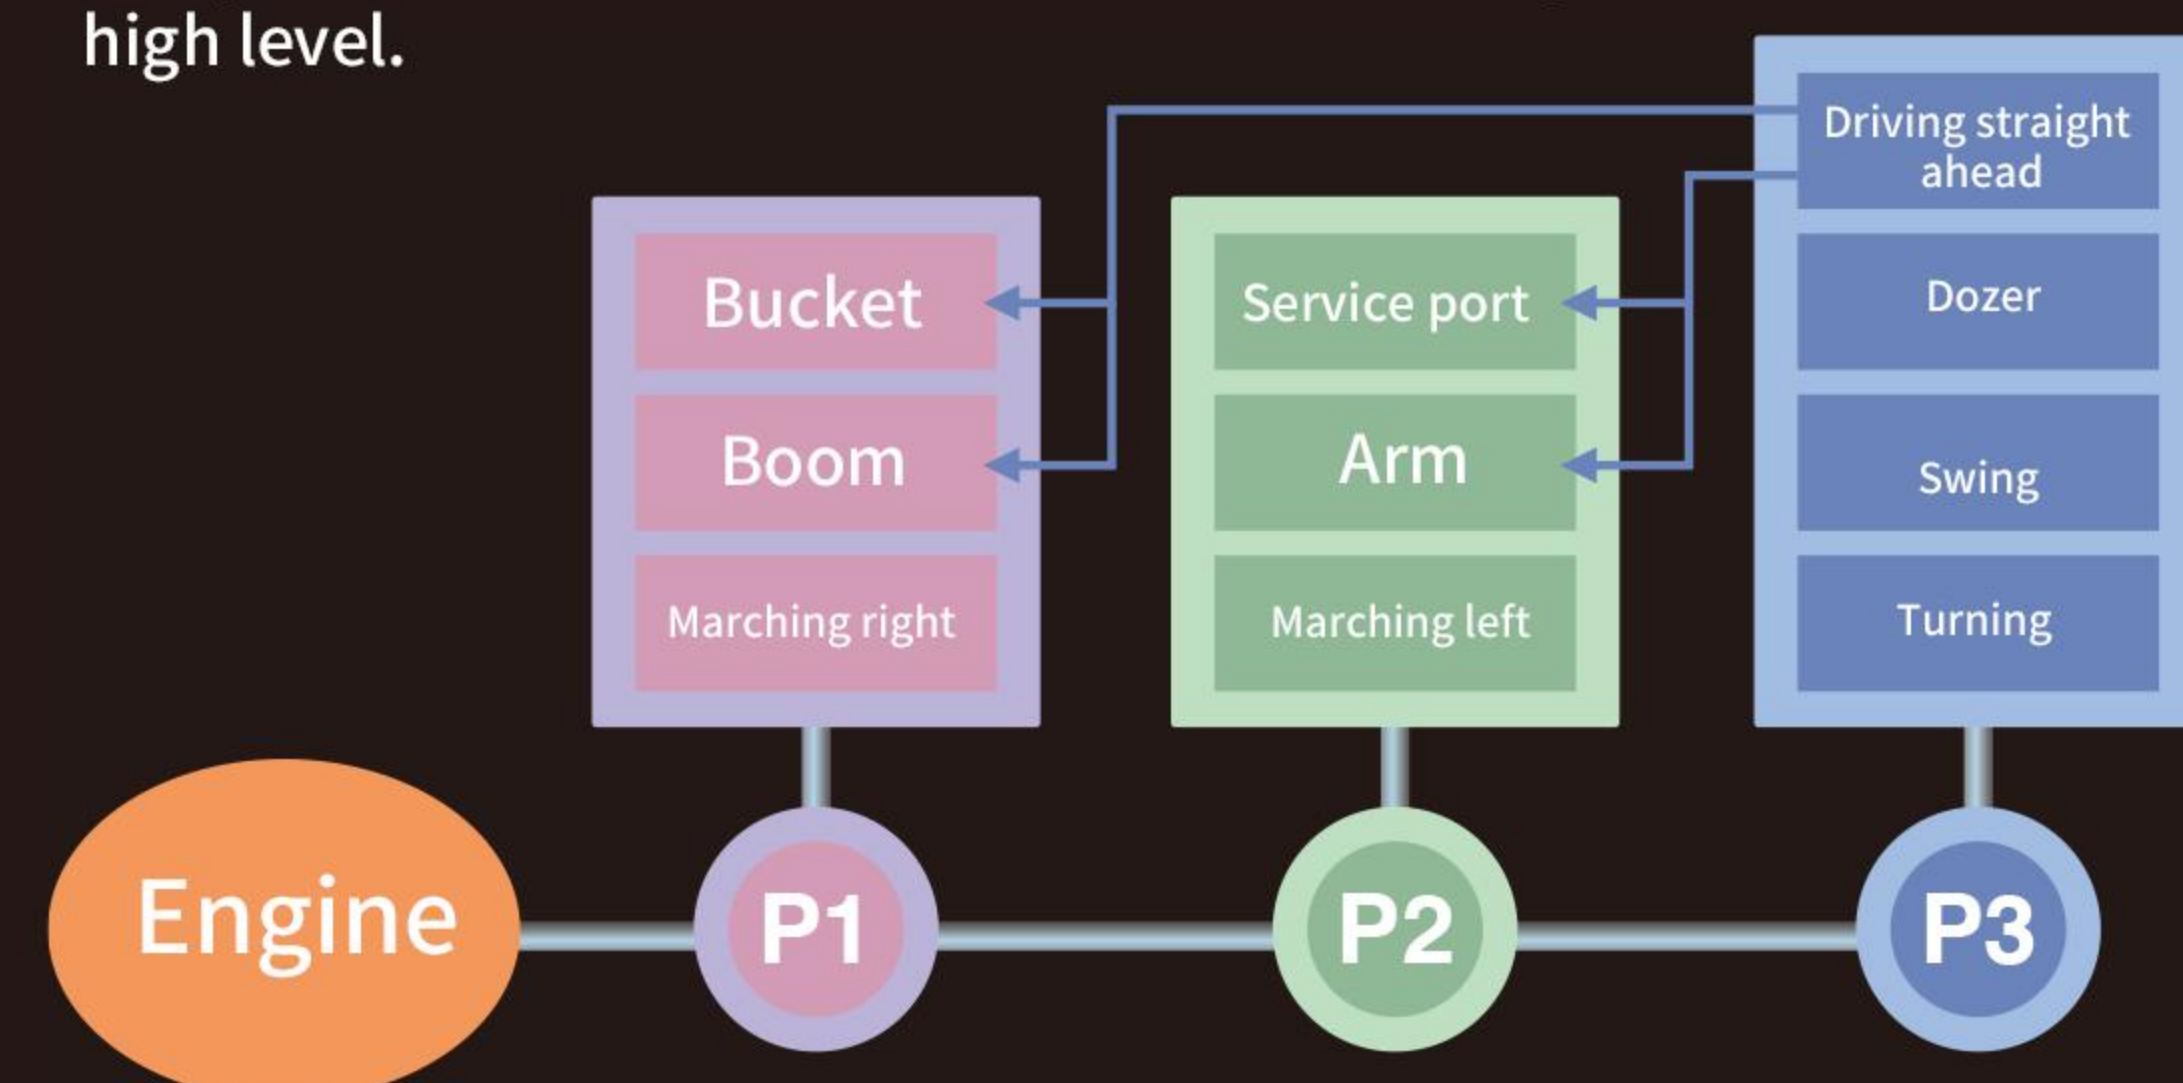 high level.
Driving straight
ahead
Bucket
Service port
Dozer
Boom
Arm
Swing
Marching right
Marching left
Turning
Engine
P1
P2
P3